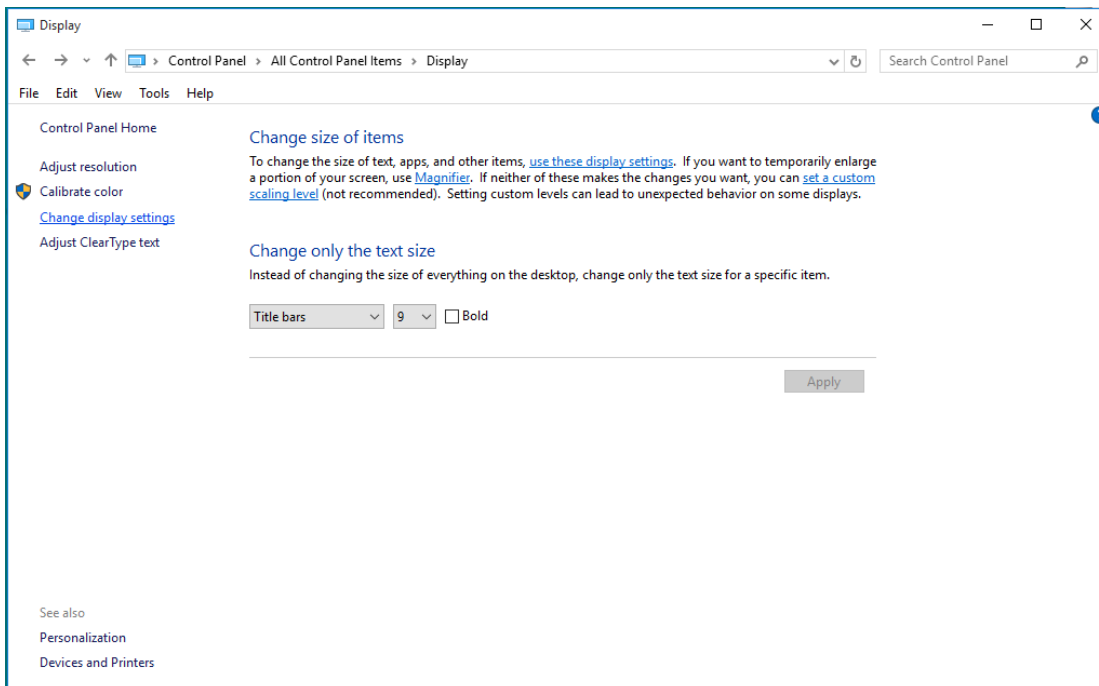 Display
Control Panel > All Control Panel Items > Display
Search Control Panel
File Edit View Tools Help
Control Panel Home
Adjust resolution
Calibrate color
Change display settings
Adjust ClearType text
Change size of items
To change the size of text, apps, and other items, use these display settings. If you want to temporarily enlarge
a portion of your screen, use Magnifier. If neither of these makes the changes you want, you can set a custom
scaling level (not recommended). Setting custom levels can lead to unexpected behavior on some displays.
Change only the text size
Instead of changing the size of everything on the desktop, change only the text size for a specific item.
Title bars 9 Bold
Apply
See also
Personalization
Devices and Printers